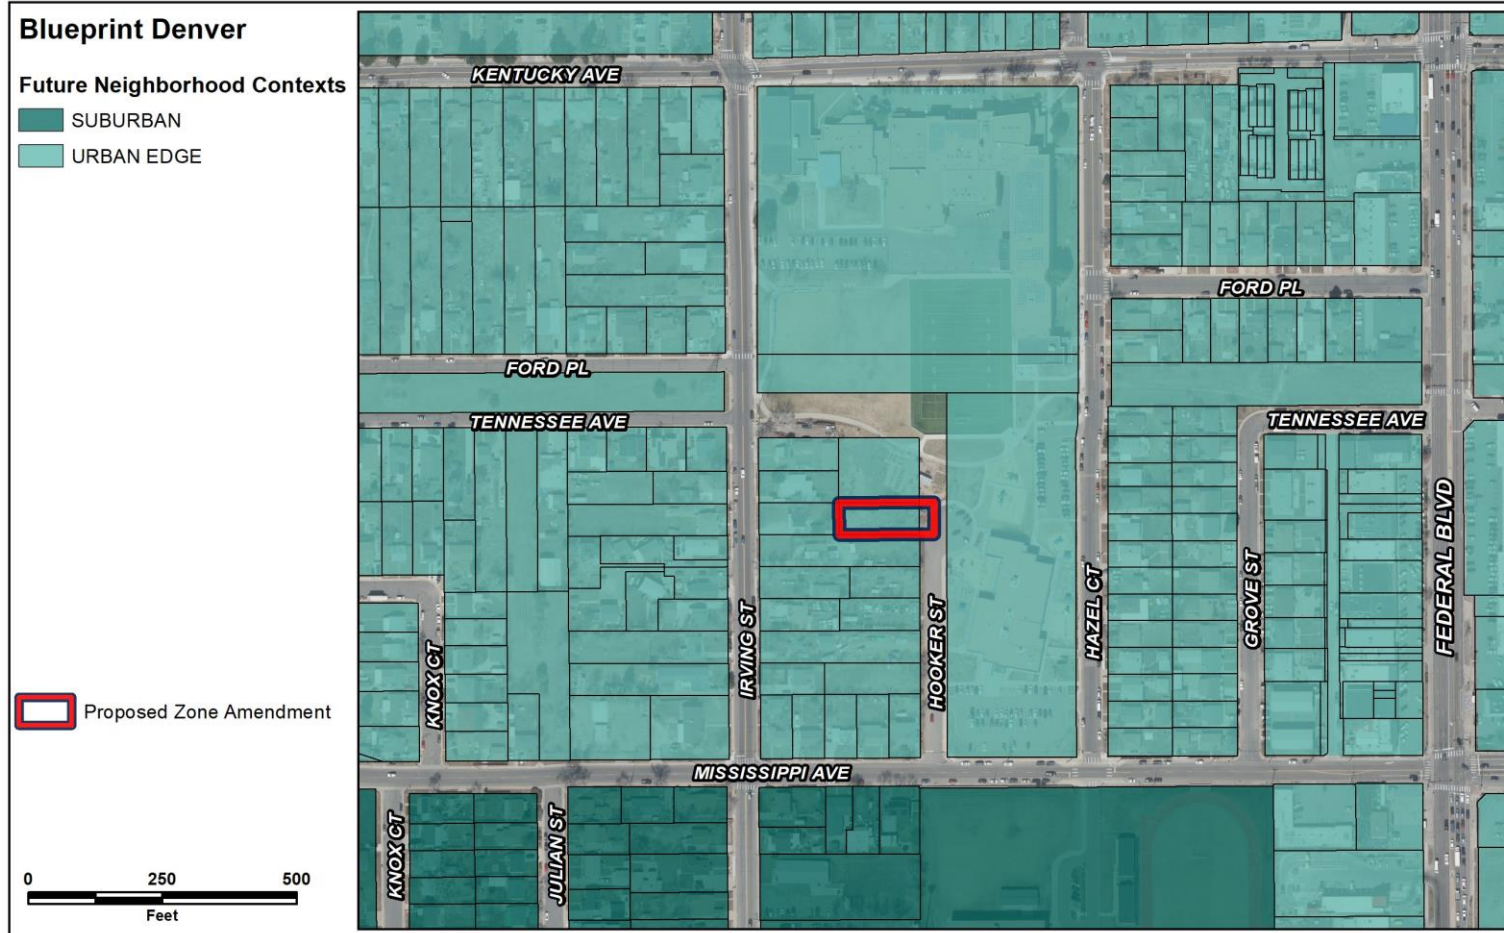 Blueprint Denver
Future Neighborhood Contexts
SUBURBAN
URBAN EDGE
Proposed Zone Amendment
0 250 500
Feet
KENTUCKY AVE
FORD PL
FORD PL
TENNESSEE AVE
TENNESSEE AVE
FEDERAL BLVD
GROVE ST
HAZEL CT
HOOKER ST
IRVING ST
KNOX CT
MISSISSIPPI AVE
KNOX CT
JULIAN ST